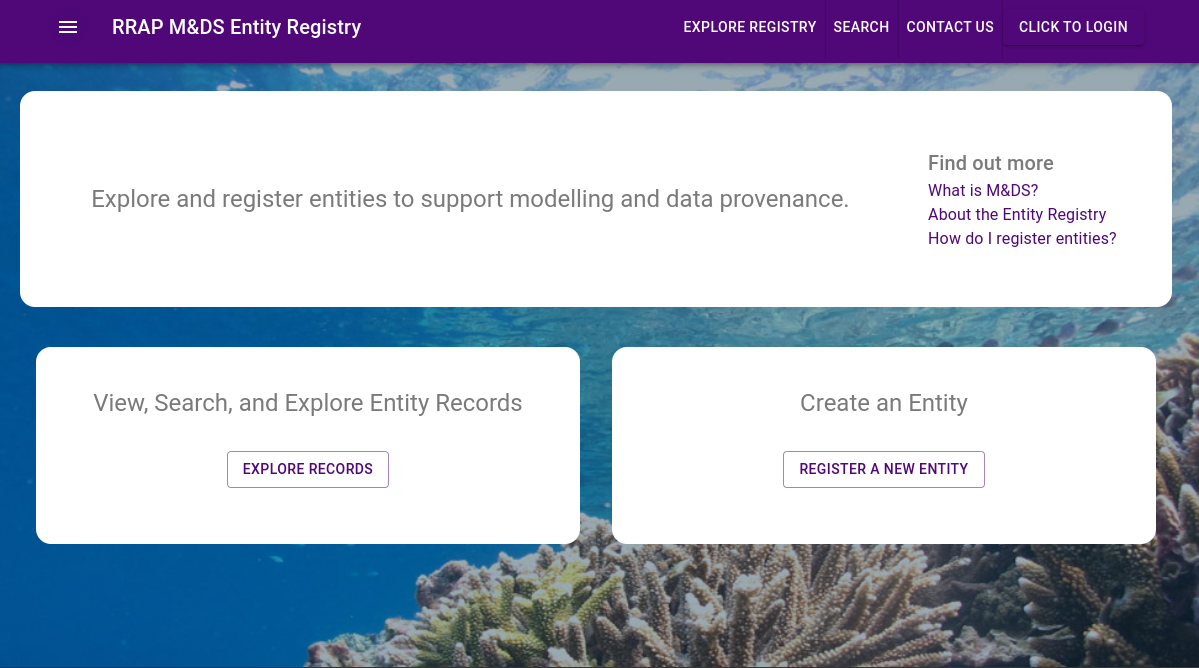 RRAP M&DS Entity Registry
EXPLORE REGISTRY
SEARCH
CONTACT US
CLICK TO LOGIN
Explore and register entities to support modelling and data provenance.
Find out more
What is M&DS?
About the Entity Registry
How do I register entities?
View, Search, and Explore Entity Records
EXPLORE RECORDS
Create an Entity
REGISTER A NEW ENTITY